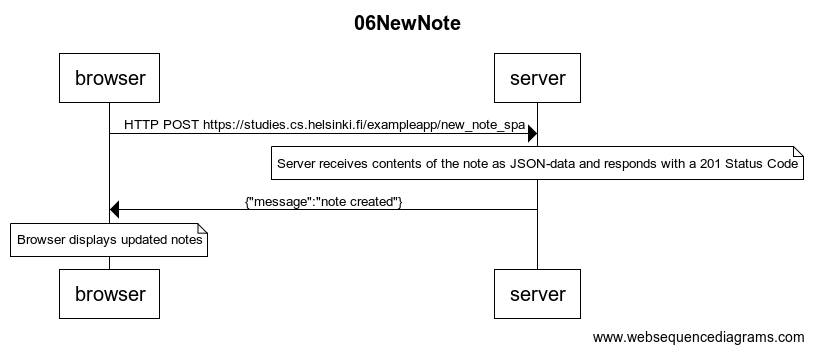 06NewNote
browser
server
HTTP POST https://studies.cs.helsinki.fi/exampleapp/new_note_spa
Server receives contents of the note as JSON-data and responds with a 201 Status Code
{"message":"note created"}
Browser displays updated notes
browser
server
www.websequencediagrams.com